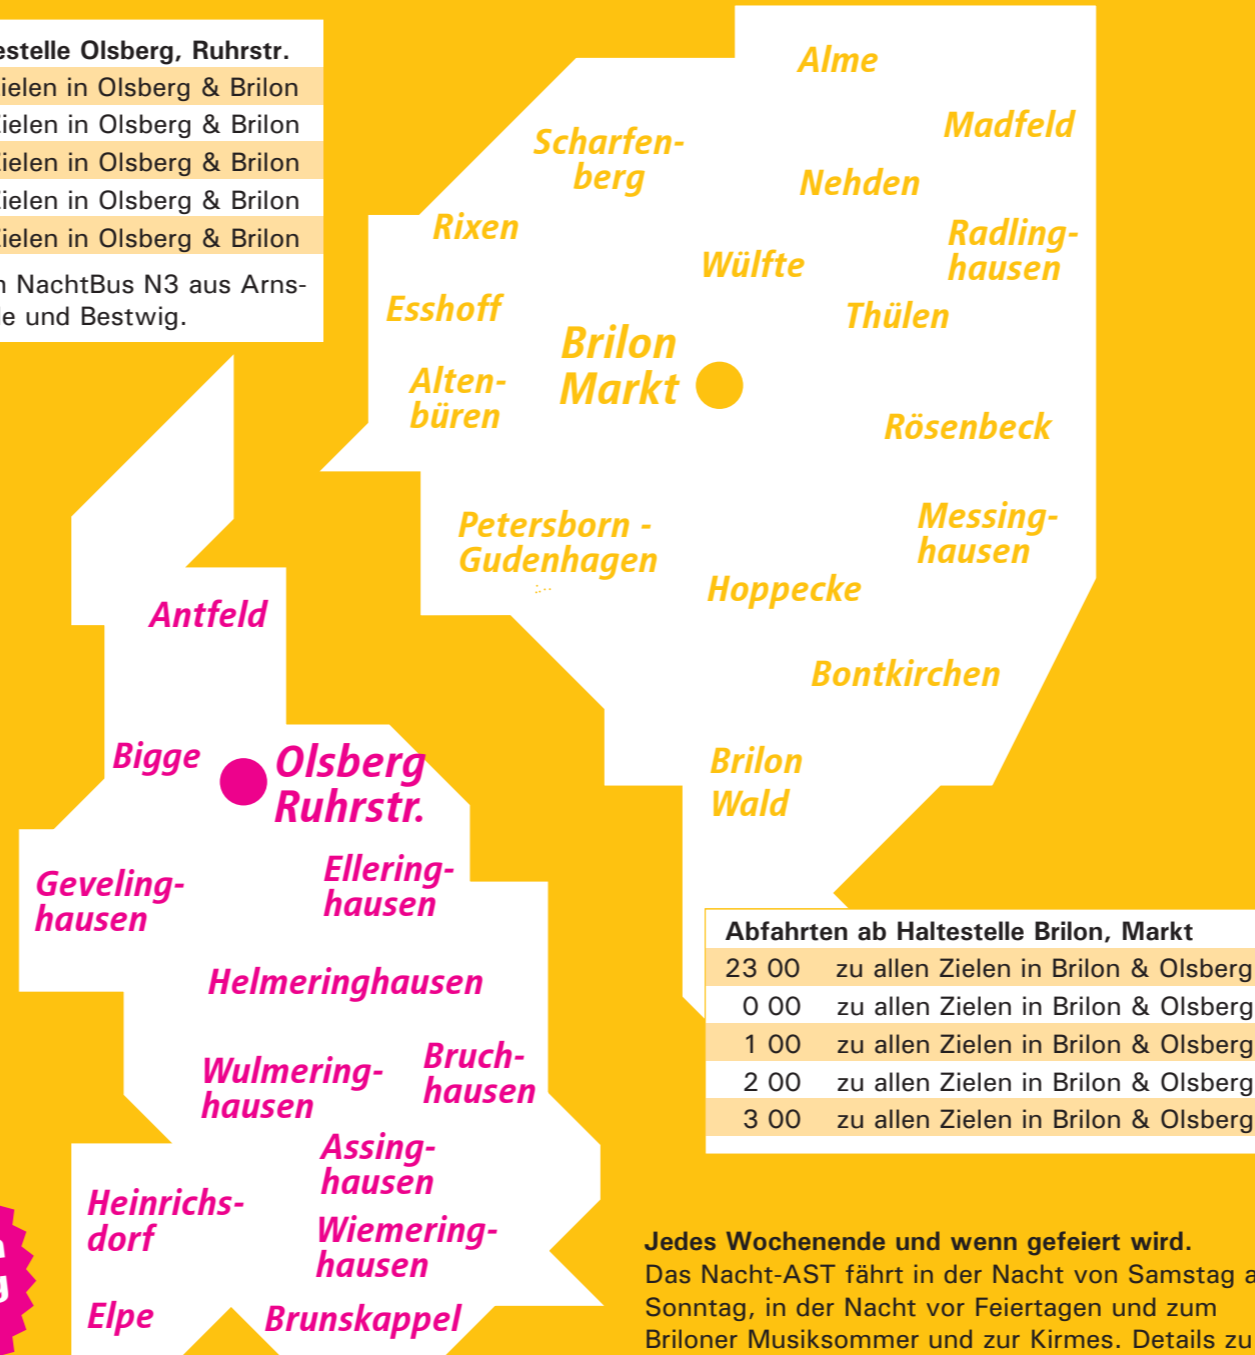 estelle Olsberg, Ruhrstr.
ielen in Olsberg & Brilon
ielen in Olsberg & Brilon
ielen in Olsberg & Brilon
ielen in Olsberg & Brilon
ielen in Olsberg & Brilon
NachtBus N3 aus Arns-
le und Bestwig.
Alme
Madfeld
Scharfen-
berg
Nehden
Rixen
Radling-
hausen
Wülfte
Esshoff
Thülen
Brilon
Markt
Alten-
büren
Rösenbeck
Petersborn -
Gudenhagen
Messing-
hausen
Hoppecke
Bontkirchen
Brilon
Wald
Antfeld
Bigge
Olsberg
Ruhrstr.
Geveling-
hausen
Ellering-
hausen
Helmeringhausen
Wulmering-
hausen
Bruch-
hausen
Assing-
hausen
Heinrichs-
dorf
Wiemering-
hausen
Elpe
Brunskappel
Abfahrten ab Haltestelle Brilon, Markt
23 00 zu allen Zielen in Brilon & Olsberg
0 00 zu allen Zielen in Brilon & Olsberg
1 00 zu allen Zielen in Brilon & Olsberg
2 00 zu allen Zielen in Brilon & Olsberg
3 00 zu allen Zielen in Brilon & Olsberg
Jedes Wochenende und wenn gefeiert wird.
Das Nacht-AST fährt in der Nacht von Samstag a
Sonntag, in der Nacht vor Feiertagen und zum
Briloner Musiksommer und zur Kirmes. Details zu